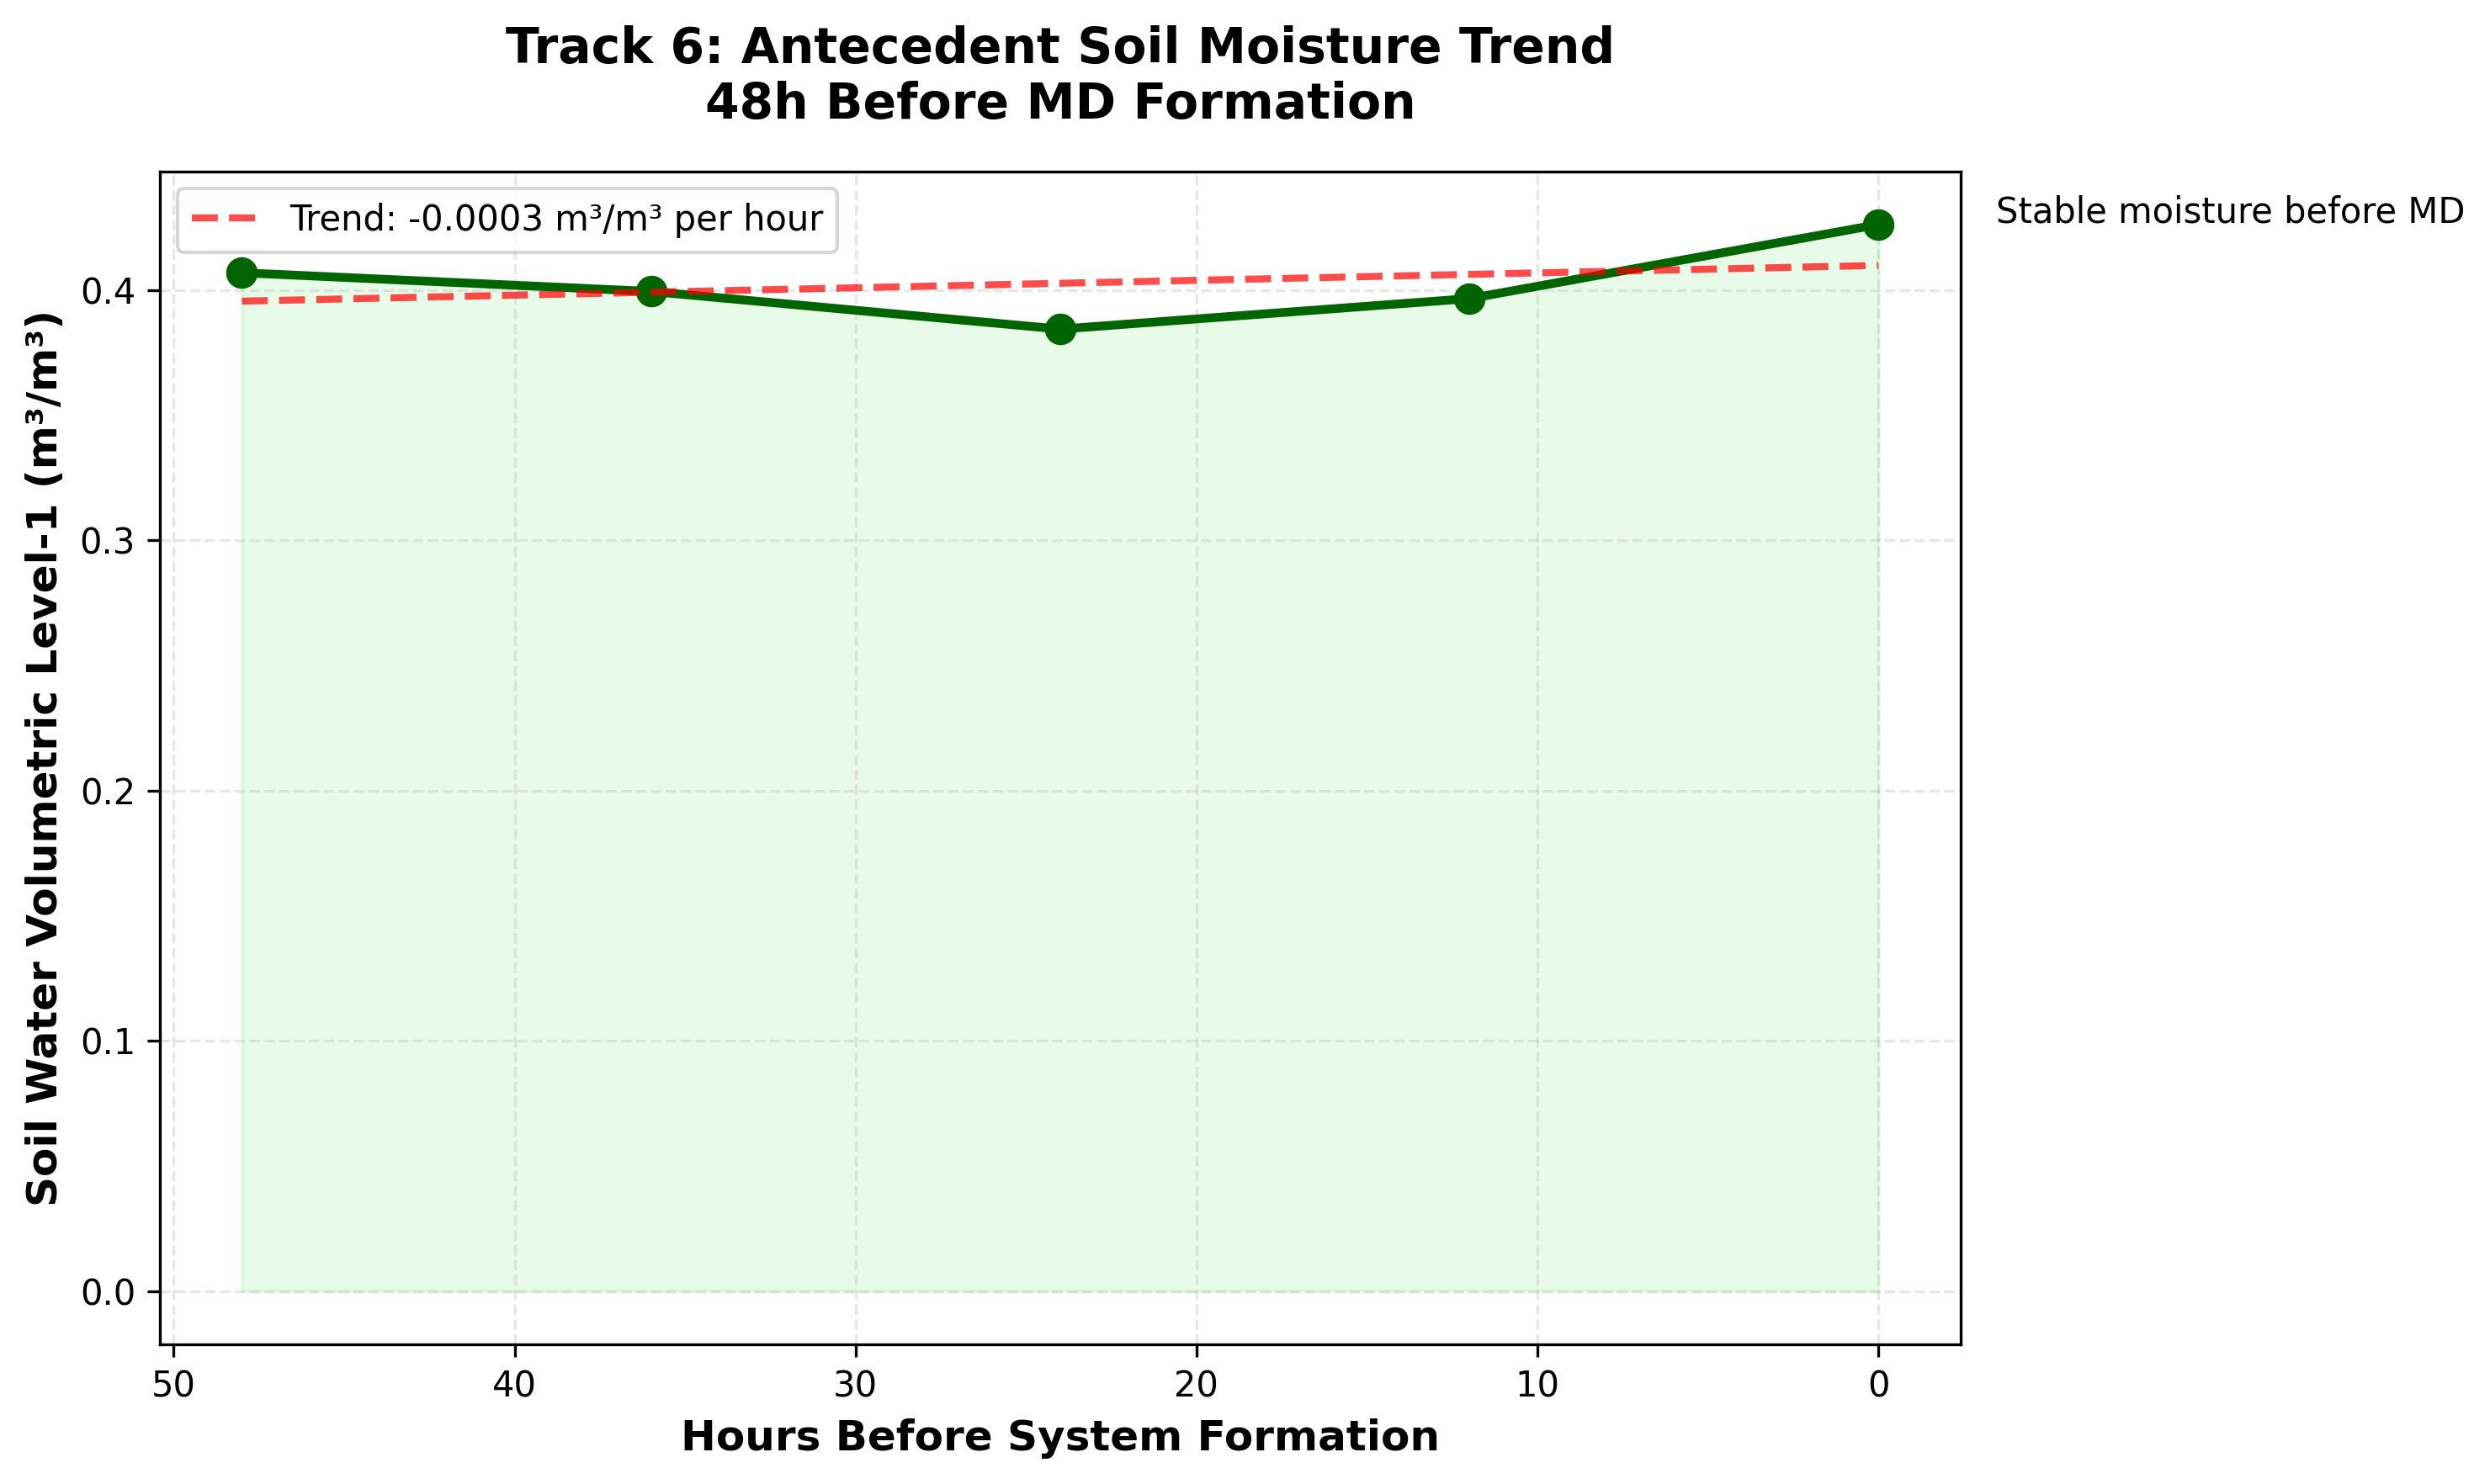 Track 6: Antecedent Soil Moisture Trend
48h Before MD Formation
Trend: -0.0003 m³/m³ per hour
Stable moisture before MD
Soil Water Volumetric Level-1 (m³/m³)
0.4
0.3
0.2
0.1
0.0
50 40 30 20 10 0
Hours Before System Formation